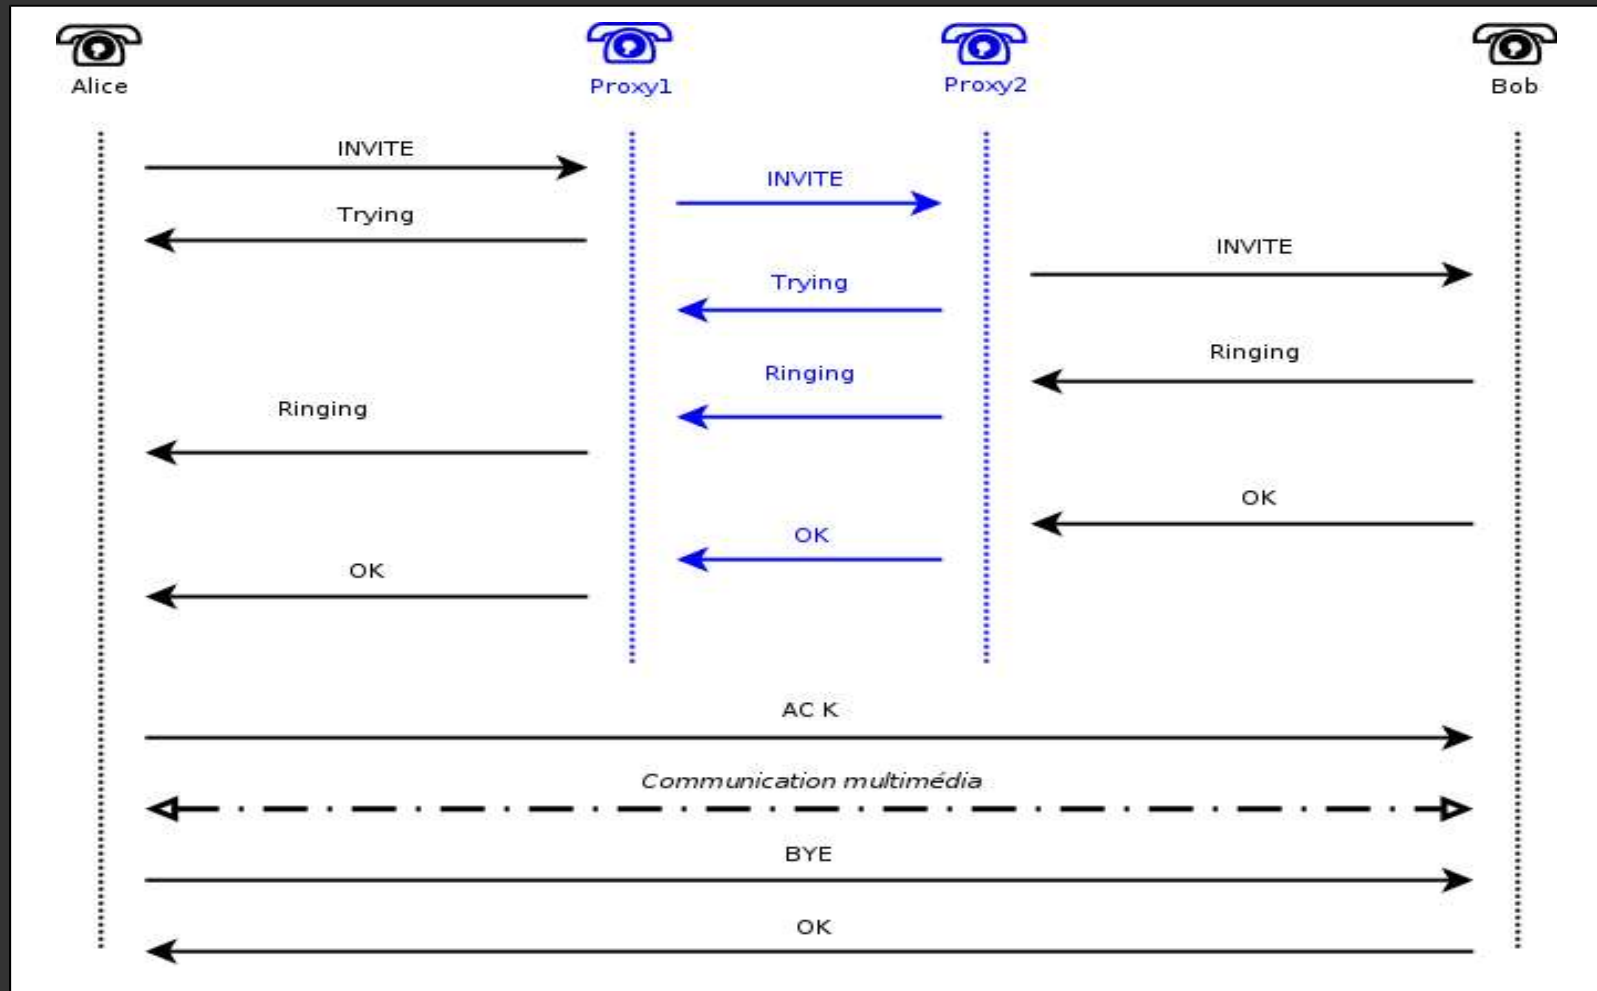 Alice
Proxy1
Proxy2
Bob
INVITE
INVITE
Trying
INVITE
Trying
Ringing
Ringing
Ringing
OK
OK
OK
AC K
Communication multimédia
BYE
OK